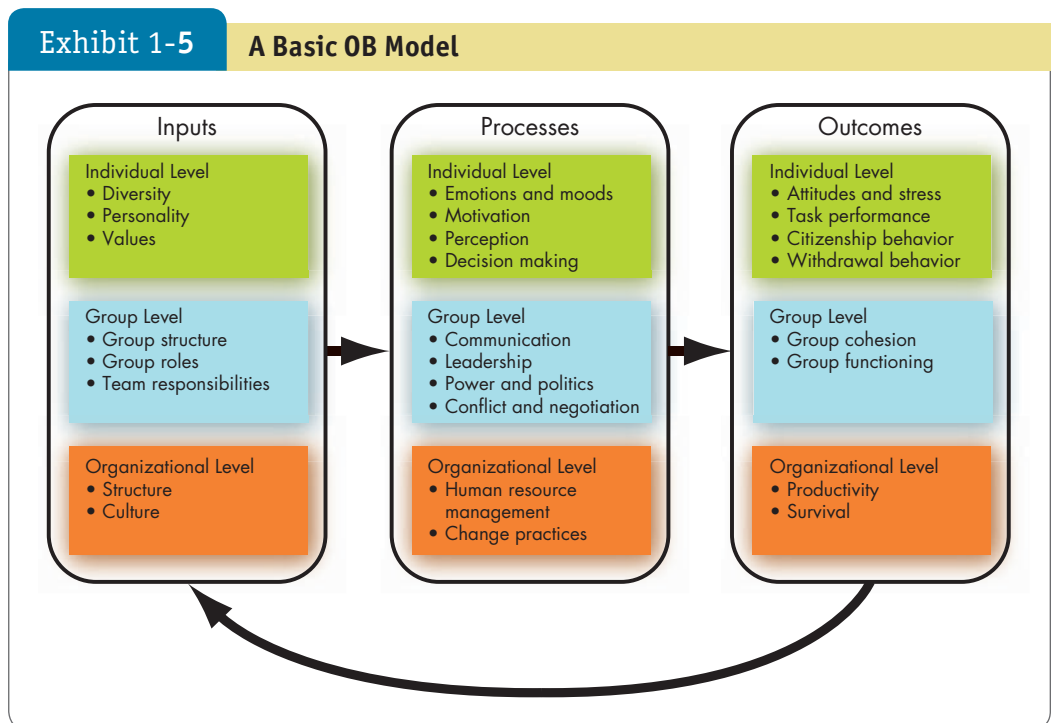 Exhibit 1-5
A Basic OB Model
Inputs
Individual Level
• Diversity
• Personality
• Values
Group Level
• Group structure
• Group roles
• Team responsibilities
Organizational Level
• Structure
• Culture
Processes
Individual Level
• Emotions and moods
• Motivation
• Perception
• Decision making
Group Level
• Communication
• Leadership
• Power and politics
• Conflict and negotiation
Organizational Level
• Human resource
management
• Change practices
Outcomes
Individual Level
• Attitudes and stress
• Task performance
• Citizenship behavior
• Withdrawal behavior
Group Level
• Group cohesion
• Group functioning
Organizational Level
• Productivity
• Survival